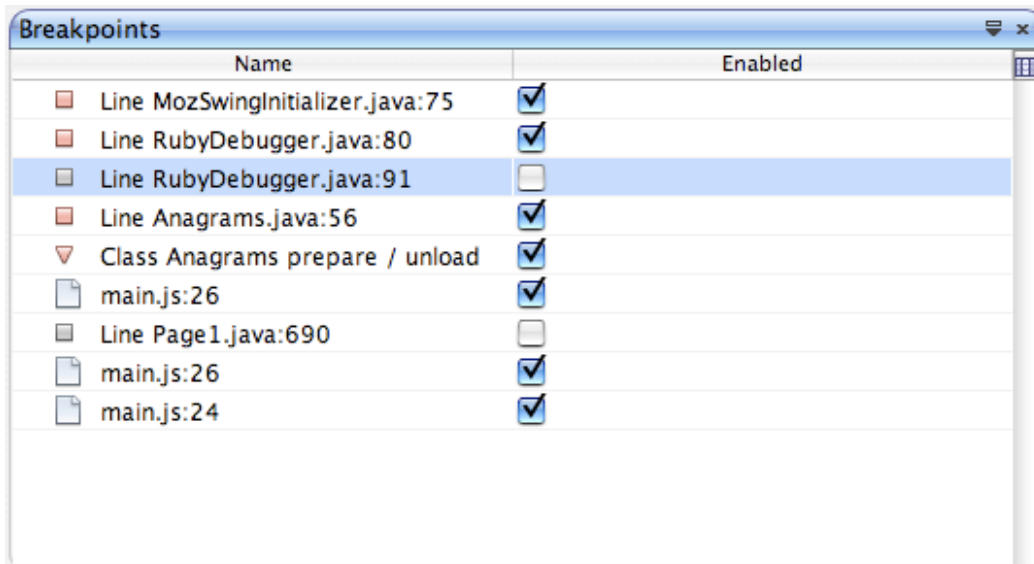 Breakpoints
Name Enabled
Line MozSwingInitializer.java:75
Line RubyDebugger.java:80
Line RubyDebugger.java:91
Line Anagrams.java:56
Class Anagrams prepare / unload
main.js:26
Line Page1.java:690
main.js:26
main.js:24